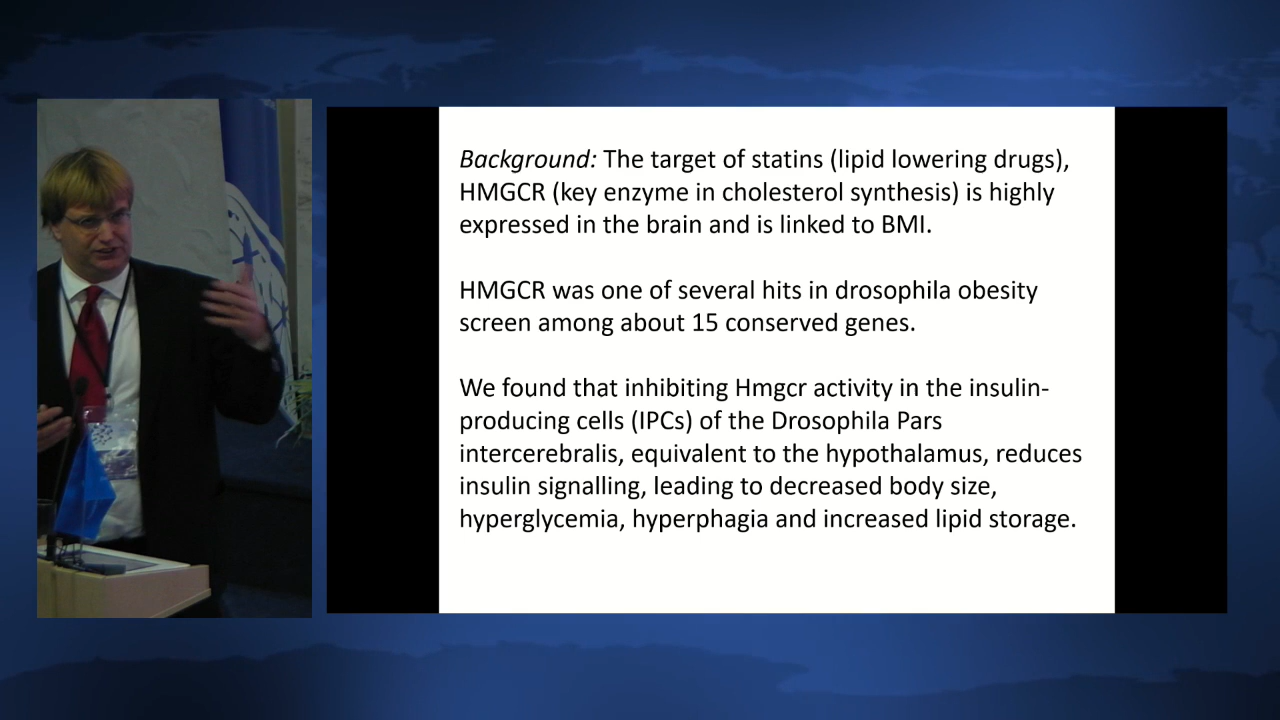 Background: The target of statins (lipid lowering drugs),
HMGCR (key enzyme in cholesterol synthesis) is highly
expressed in the brain and is linked to BMI.
HMGCR was one of several hits in drosophila obesity
screen among about 15 conserved genes.
We found that inhibiting Hmgcr activity in the insulin-
producing cells (IPCs) of the Drosophila Pars
intercerebralis, equivalent to the hypothalamus, reduces
insulin signalling, leading to decreased body size,
hyperglycemia, hyperphagia and increased lipid storage.